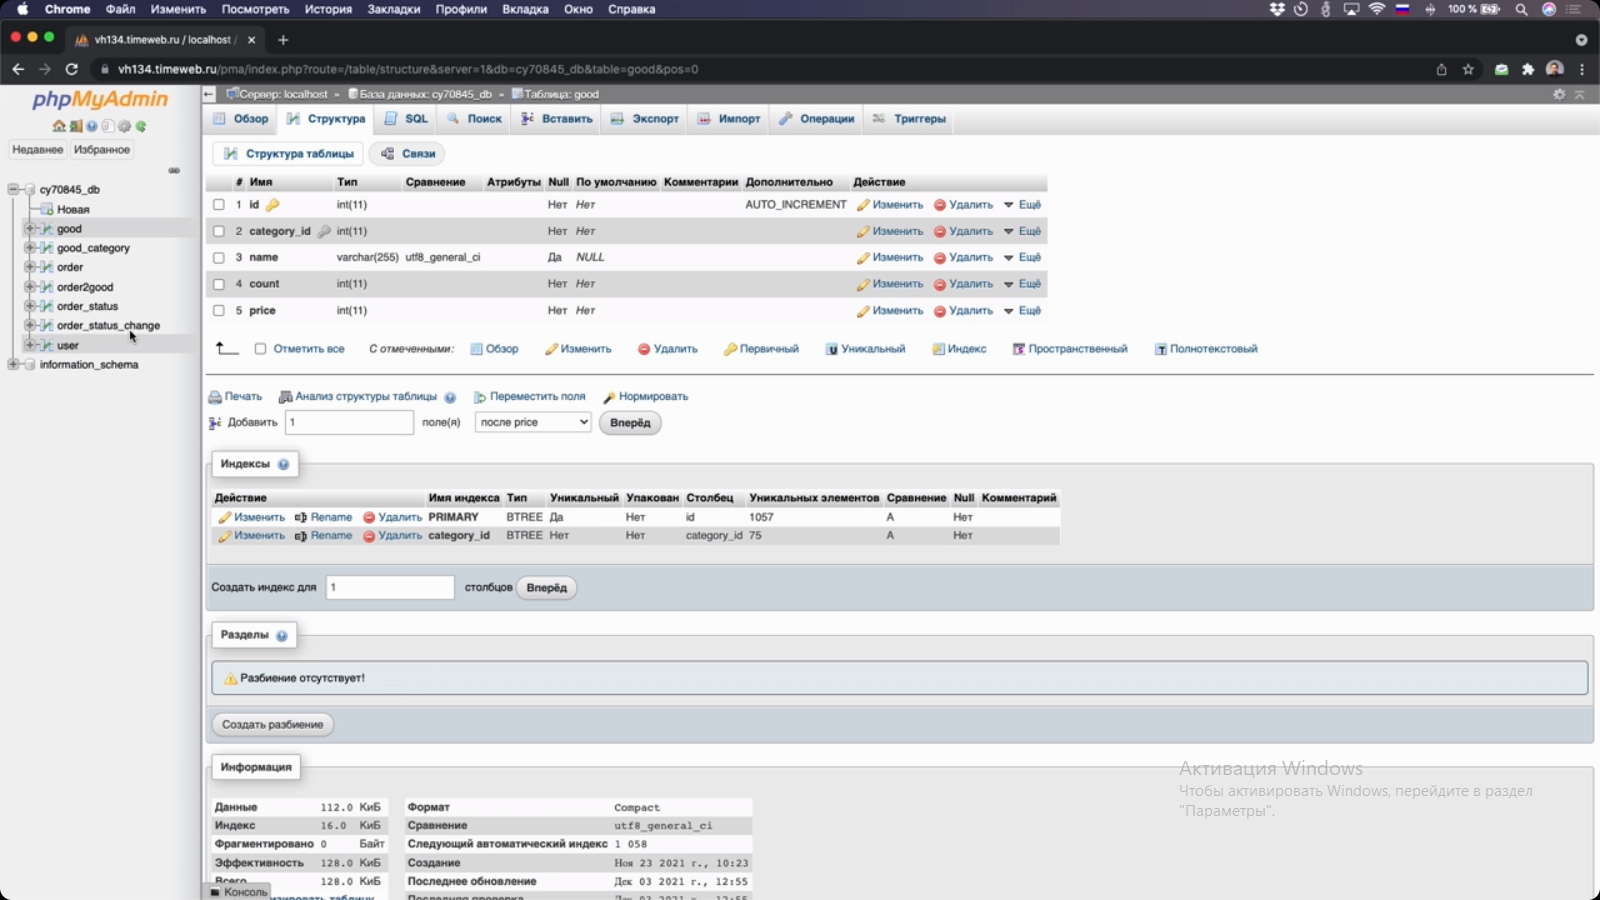 Chrome Файл Изменить Посмотреть История Закладки Профили Вкладка Окно Справка 100 %
vh134.timeweb.ru / localhost /
vh134.timeweb.ru/pma/index.php?route=/table/structure&server=1&db=cy70845_db&table=good&pos=0
phpMyAdmin
Недавнее Избранное
cy70845_db
Новая
good
good_category
order
order2good
order_status
order_status_change
user
information_schema
Сервер: localhost » База данных: cy70845_db » Таблица: good
Обзор Структура SQL Поиск Вставить Экспорт Импорт Операции Триггеры
Структура таблицы Связи
# Имя Тип Сравнение Атрибуты Null По умолчанию Комментарии Дополнительно Действие
1 id int(11) Нет Нет AUTO_INCREMENT Изменить Удалить Ещё
2 category_id int(11) Нет Нет Изменить Удалить Ещё
3 name varchar(255) utf8_general_ci Да NULL Изменить Удалить Ещё
4 count int(11) Нет Нет Изменить Удалить Ещё
5 price int(11) Нет Нет Изменить Удалить Ещё
Отметить все С отмеченными: Обзор Изменить Удалить Первичный Уникальный Индекс Пространственный Полнотекстовый
Печать Анализ структуры таблицы Переместить поля Нормировать
Добавить 1 поле(я) после price Вперёд
Индексы
Действие Имя индекса Тип Уникальный Упакован Столбец Уникальных элементов Сравнение Null Комментарий
Изменить Rename Удалить PRIMARY BTREE Да Нет id 1057 A Нет
Изменить Rename Удалить category_id BTREE Нет Нет category_id 75 A Нет
Создать индекс для 1 столбцов Вперёд
Разделы
Разбиение отсутствует!
Создать разбиение
Информация
Данные 112.0 КиБ
Индекс 16.0 КиБ
Фрагментировано 0 Байт
Эффективность 128.0 КиБ
Всего 128.0 КиБ
Формат Compact
Сравнение utf8_general_ci
Следующий автоматический индекс 1 058
Создание Ноя 23 2021 г., 10:23
Последнее обновление Дек 03 2021 г., 12:55
Последняя проверка Дек 03 2021 г., 12:55
Консоль
Активация Windows
Чтобы активировать Windows, перейдите в раздел
"Параметры".